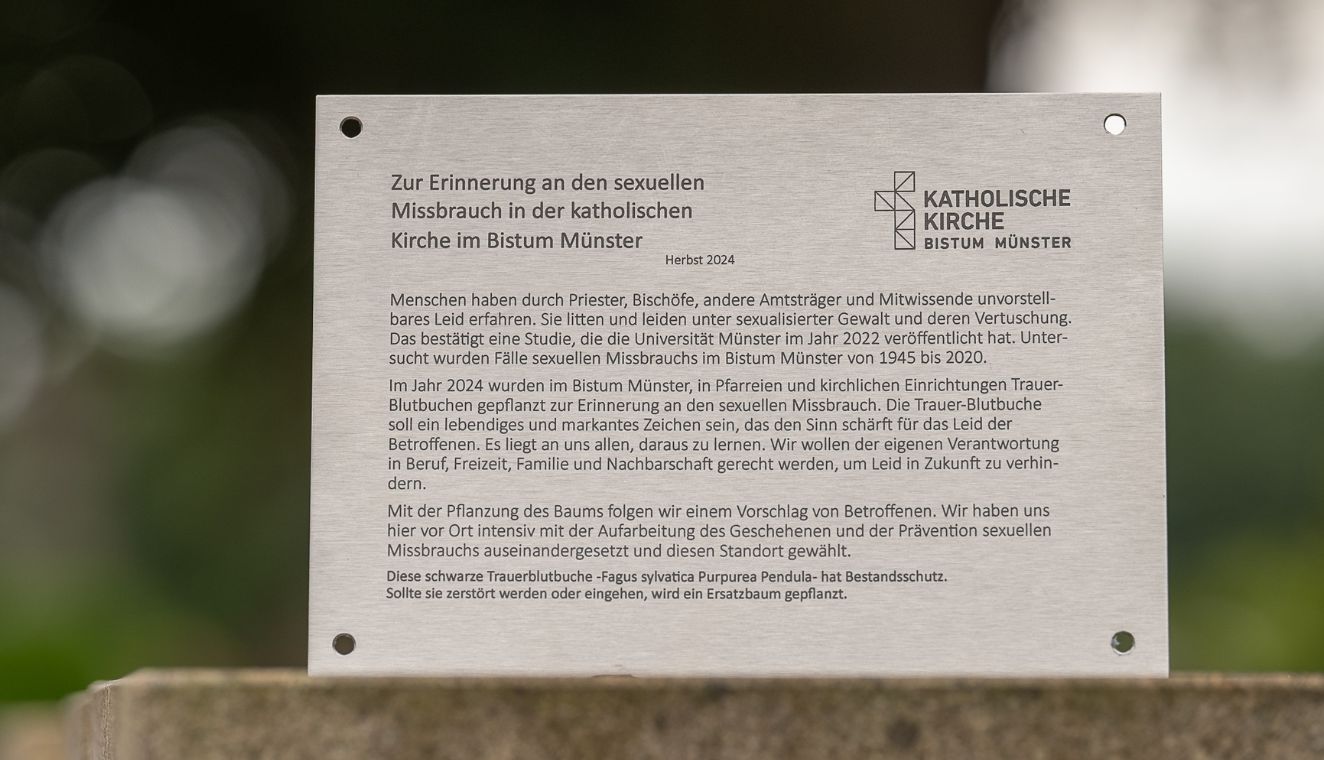 Zur Erinnerung an den sexuellen
Missbrauch in der katholischen
Kirche im Bistum Münster
Herbst 2024
KATHOLISCHE
KIRCHE
BISTUM MÜNSTER
Menschen haben durch Priester, Bischöfe, andere Amtsträger und Mitwissende unvorstell-
bares Leid erfahren. Sie litten und leiden unter sexualisierter Gewalt und deren Vertuschung.
Das bestätigt eine Studie, die die Universität Münster im Jahr 2022 veröffentlicht hat. Unter-
sucht wurden Fälle sexuellen Missbrauchs im Bistum Münster von 1945 bis 2020.
Im Jahr 2024 wurden im Bistum Münster, in Pfarreien und kirchlichen Einrichtungen Trauer-
Blutbuchen gepflanzt zur Erinnerung an den sexuellen Missbrauch. Die Trauer-Blutbuche
soll ein lebendiges und markantes Zeichen sein, das den Sinn schärft für das Leid der
Betroffenen. Es liegt an uns allen, daraus zu lernen. Wir wollen der eigenen Verantwortung
in Beruf, Freizeit, Familie und Nachbarschaft gerecht werden, um Leid in Zukunft zu verhin-
dern.
Mit der Pflanzung des Baums folgen wir einem Vorschlag von Betroffenen. Wir haben uns
hier vor Ort intensiv mit der Aufarbeitung des Geschehenen und der Prävention sexuellen
Missbrauchs auseinandergesetzt und diesen Standort gewählt.
Diese schwarze Trauerblutbuche -Fagus sylvatica Purpurea Pendula- hat Bestandsschutz.
Sollte sie zerstört werden oder eingehen, wird ein Ersatzbaum gepflanzt.